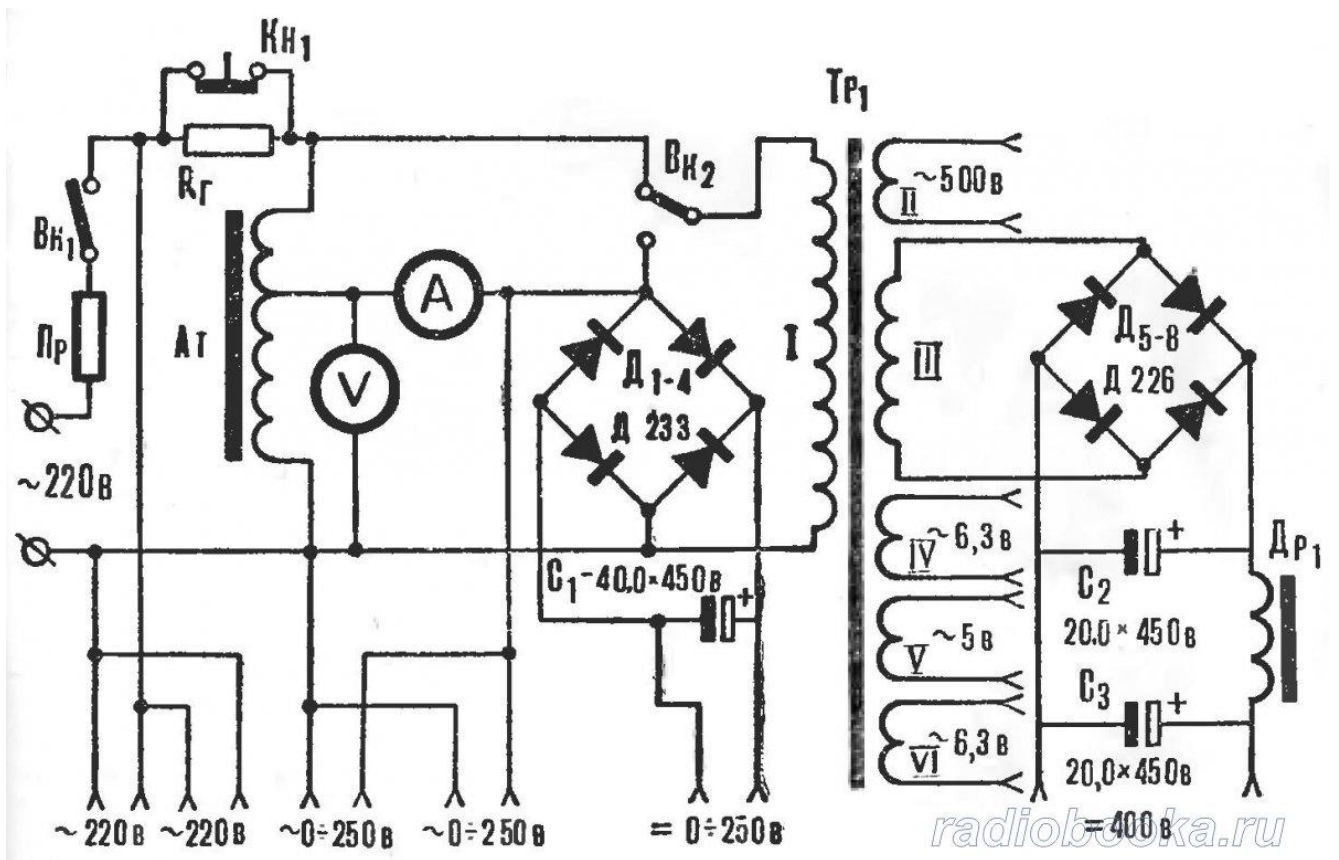 Кн₁
Тр₁
Rг
Вк₂
~500в
II
Вк₁
Пр
Ат
A
V
Д₁₋₄
Д 233
I
III
Д₅₋₈
Д 226
~220в
C₁-40,0×450в
+
~6,3в
IV
C₂
+
20.0×450в
Др₁
~5в
V
C₃
+
20,0×450в
~6,3в
VI
~220в ~220в ~0÷250в ~0÷250в =0÷250в =400в
radiobooka.ru